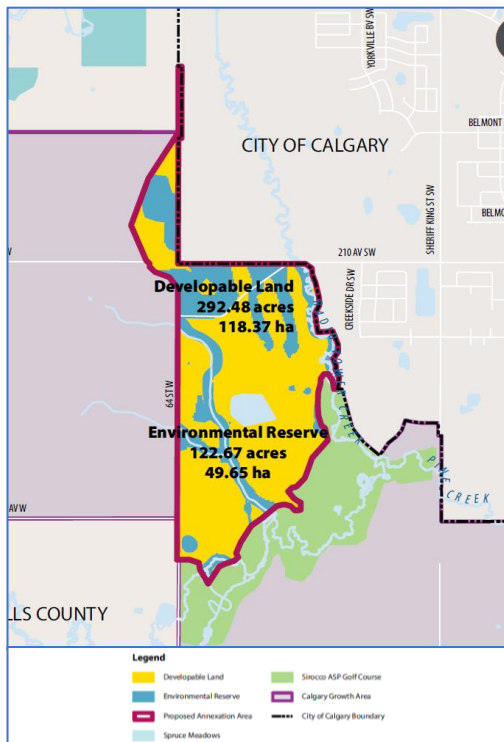 YORKVILLE BV SW
BELMONT
CITY OF CALGARY
SHERIFF KING ST SW
BELMO
210 AV SW
W
Developable Land
292.48 acres
118.37 ha
CREEKSIDE DR SW
64 ST W
Environmental Reserve
122.67 acres
49.65 ha
CREEK
PINE
CREEK
AV W
LLS COUNTY
Legend
Developable Land
Environmental Reserve
Proposed Annexation Area
Spruce Meadows
Sirocco ASP Golf Course
Calgary Growth Area
City of Calgary Boundary